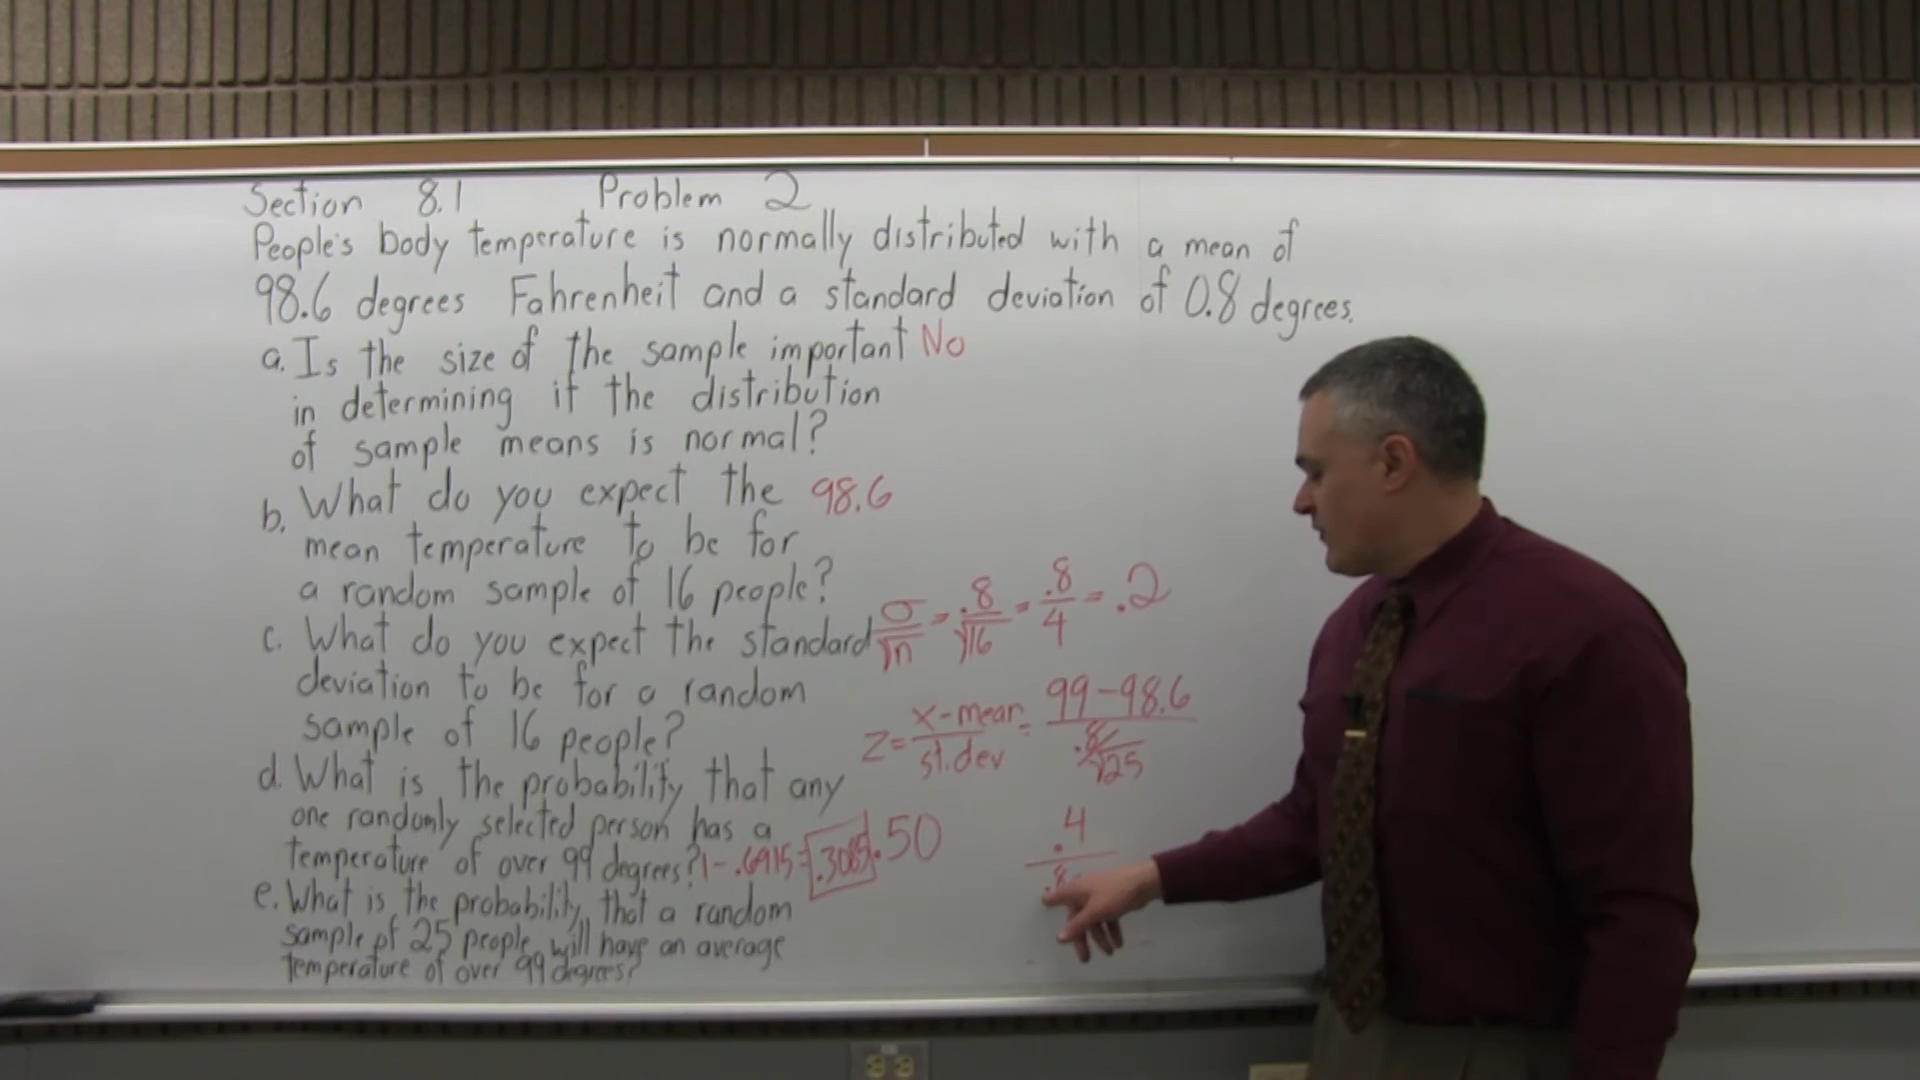 Section 8.1 Problem 2
People's body temperature is normally distributed with a mean of
98.6 degrees Fahrenheit and a standard deviation of 0.8 degrees.
a. Is the size of the sample important No
in determining if the distribution
of sample means is normal?
b. What do you expect the 98.6
mean temperature to be for
a random sample of 16 people?
c. What do you expect the standard σ/√n = .8/√16 = .8/4 = .2
deviation to be for a random
sample of 16 people?
z = x-mean/st.dev = 99-98.6/.8/√25
d. What is the probability that any
one randomly selected person has a
temperature of over 99 degrees? 1-.6915 = .3085 .50
.4
.8
e. What is the probability that a random
sample of 25 people will have an average
temperature of over 99 degrees?